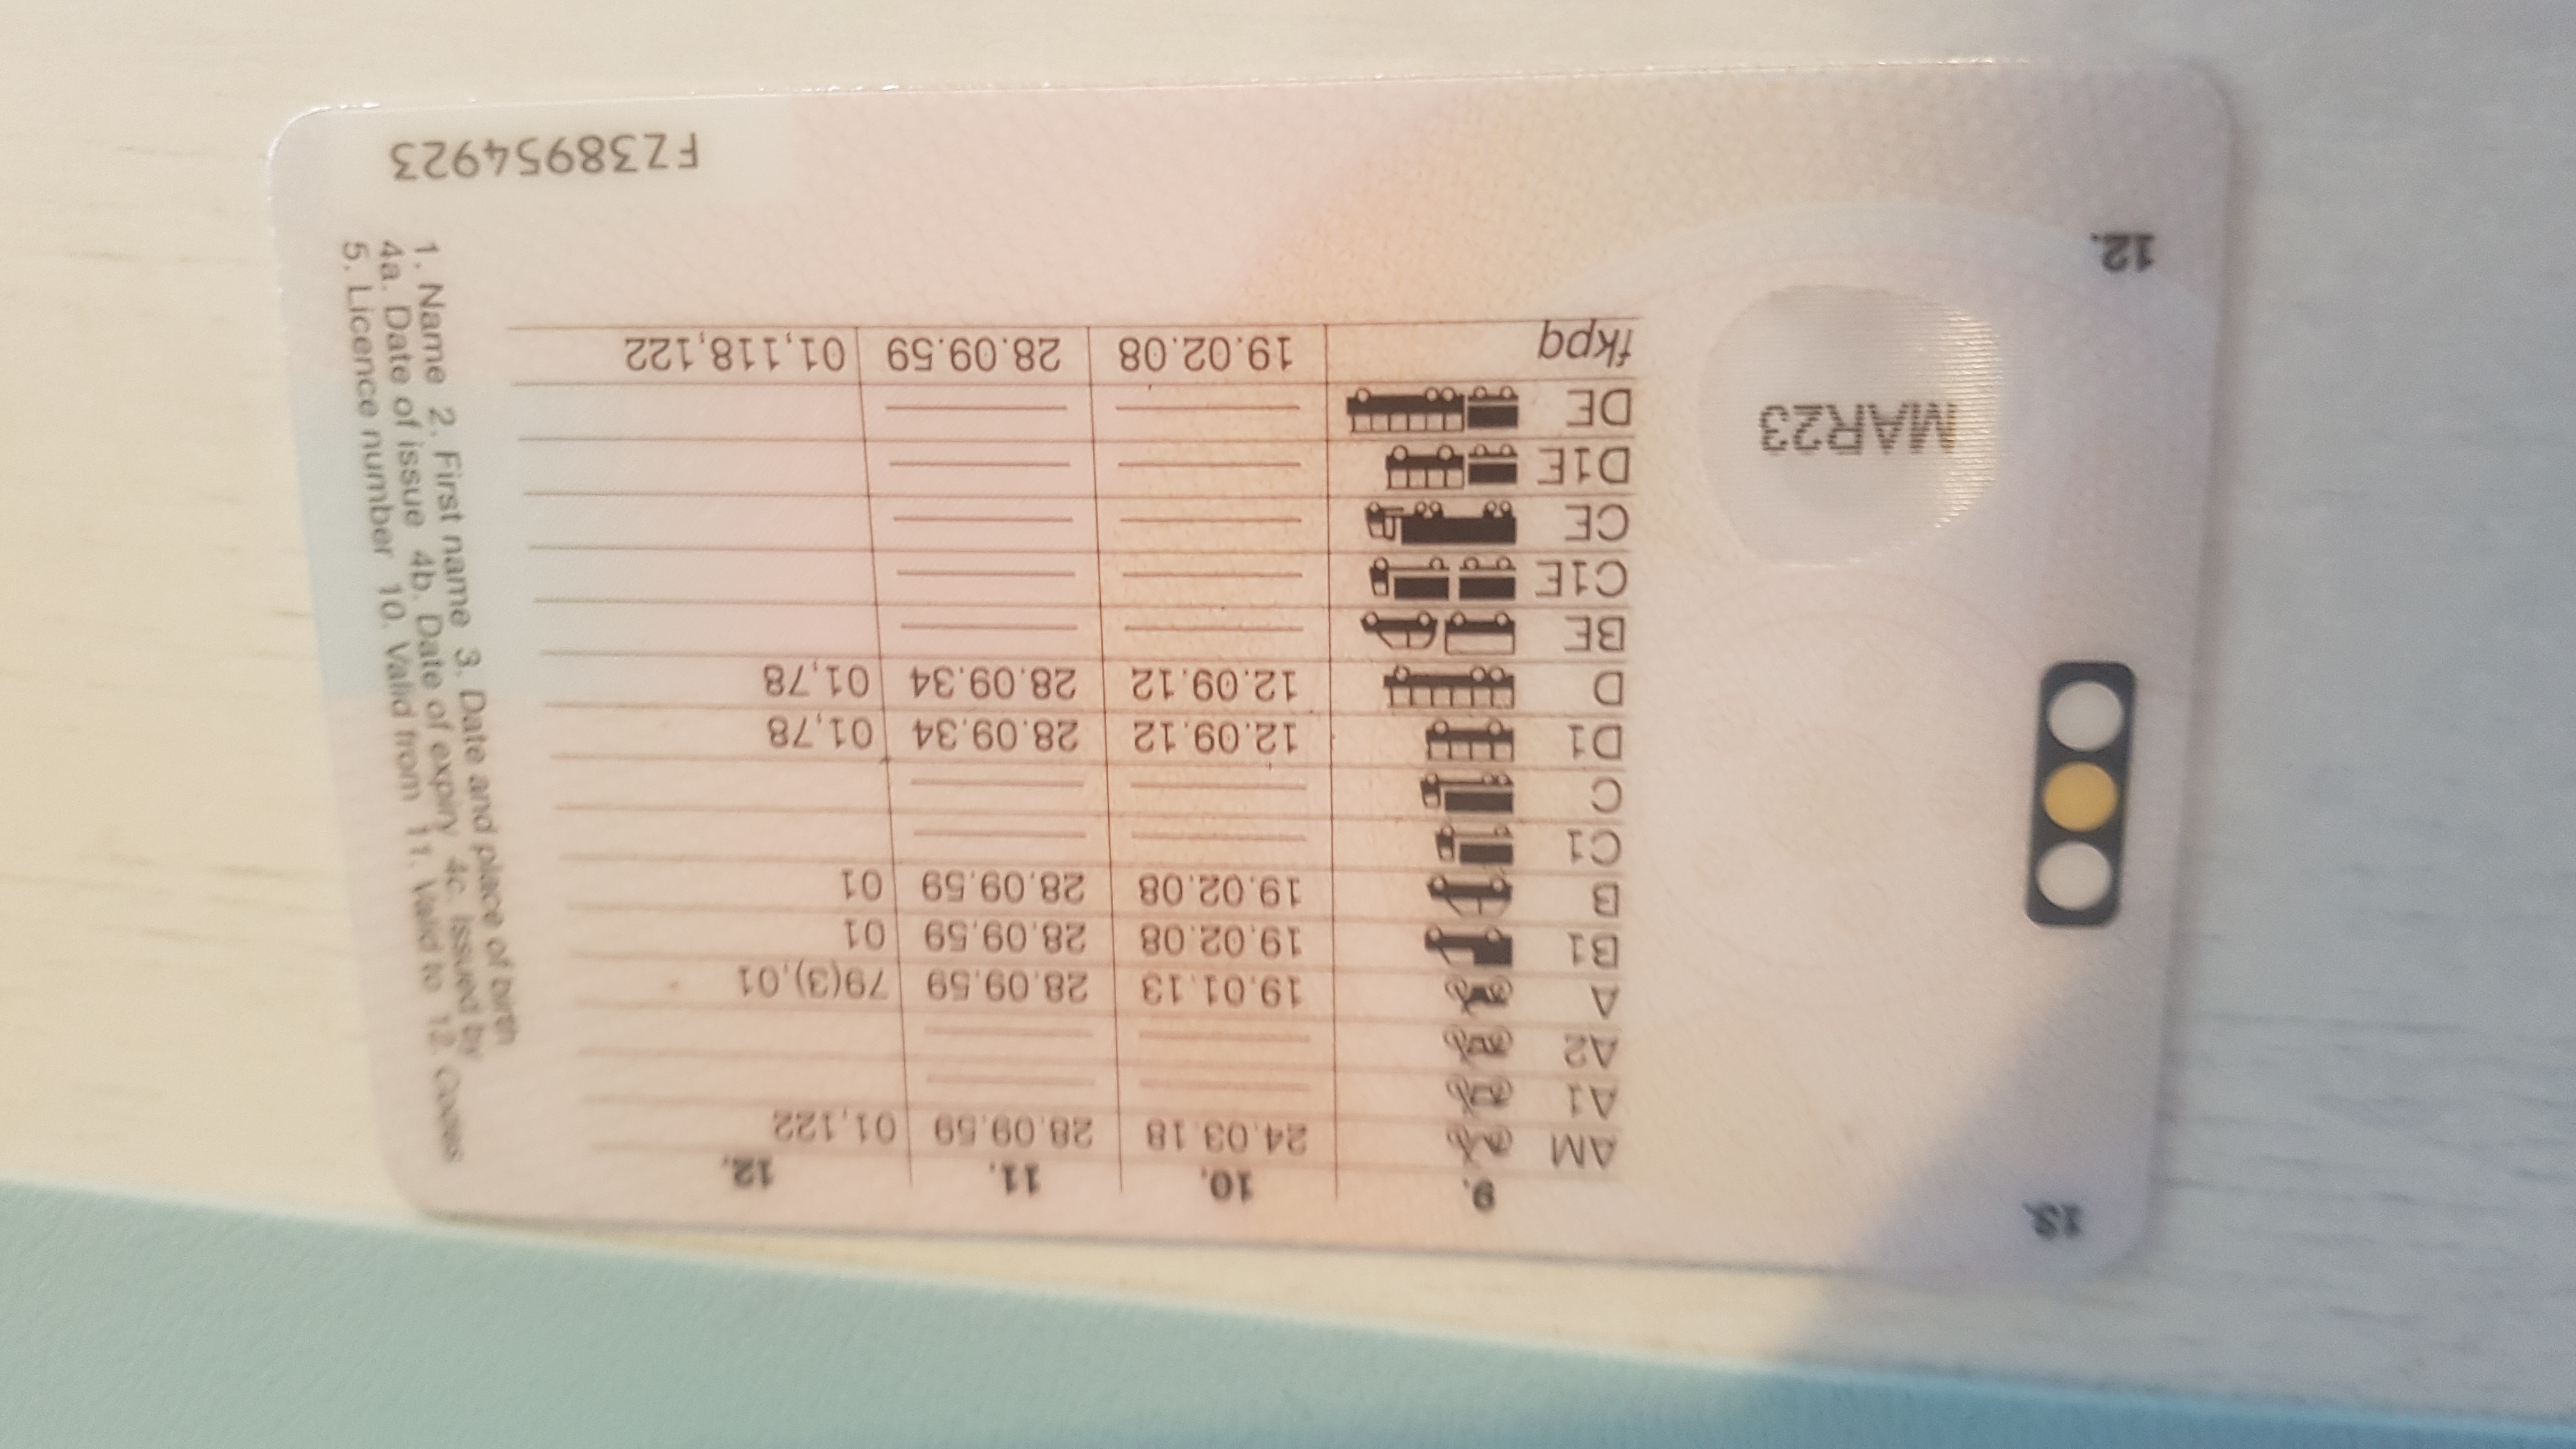 9. 10. 11. 12.
AM 24.03.18 28.09.59 01,122
A1
A2
A 19.01.13 28.09.59 79(3),01
B1 19.02.08 28.09.59 01
B 19.02.08 28.09.59 01
C1
C
D1 12.09.12 28.09.34 01,78
D 12.09.12 28.09.34 01,78
BE
C1E
CE
D1E
DE
fkpq 19.02.08 28.09.59 01,118,122
13.
MAR23
12.
1. Name 2. First name 3. Date and place of birth
4a. Date of issue 4b. Date of expiry 4c. Issued by
5. Licence number 10. Valid from 11. Valid to 12. Codes
FZ38954923